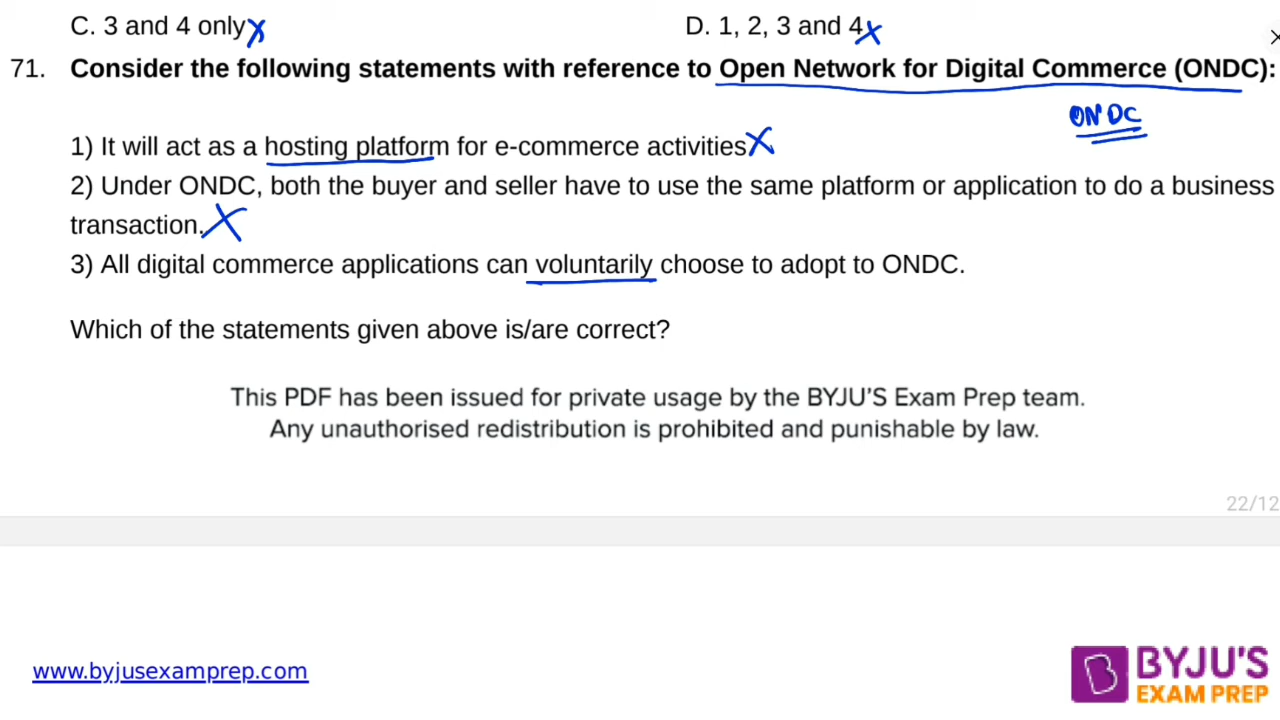 C. 3 and 4 only D. 1, 2, 3 and 4
71. Consider the following statements with reference to Open Network for Digital Commerce (ONDC):
ONDC
1) It will act as a hosting platform for e-commerce activities
2) Under ONDC, both the buyer and seller have to use the same platform or application to do a business
transaction.
3) All digital commerce applications can voluntarily choose to adopt to ONDC.
Which of the statements given above is/are correct?
This PDF has been issued for private usage by the BYJU'S Exam Prep team.
Any unauthorised redistribution is prohibited and punishable by law.
22/12
www.byjusexamprep.com
BYJU'S
EXAM PREP